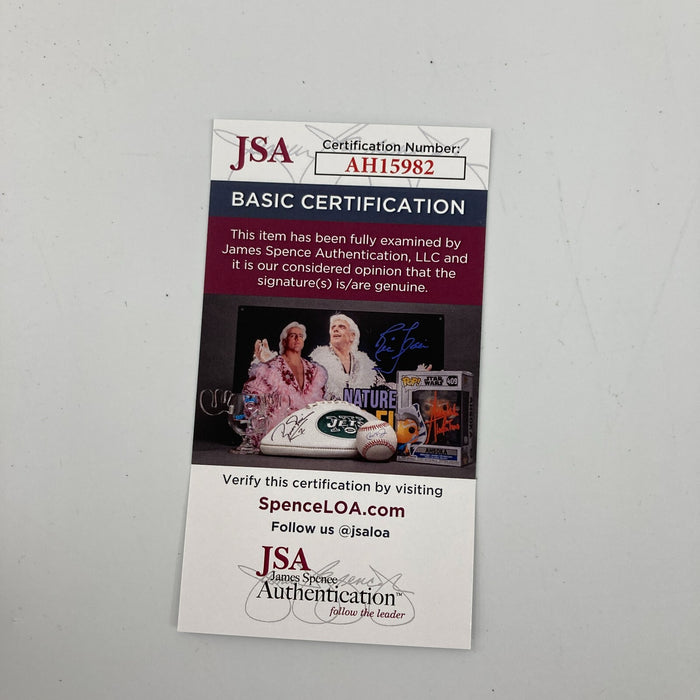 JSA
Certification Number:
AH15982
BASIC CERTIFICATION
This item has been fully examined by
James Spence Authentication, LLC and
it is our considered opinion that the
signature(s) is/are genuine.
NATURE
JETS
POP!
STAR WARS
409
AHSOKA
Verify this certification by visiting
SpenceLOA.com
Follow us @jsaloa
JSA
James Spence
Authentication™
follow the leader